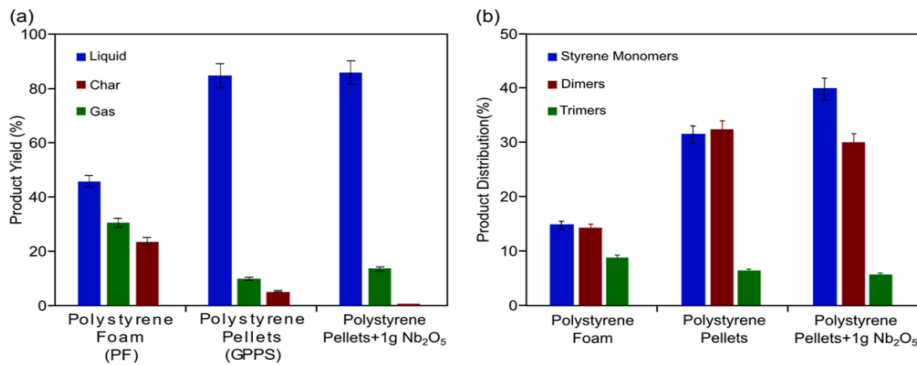 (a)
100
80
60
40
20
0
Product Yield (%)
Liquid
Char
Gas
Polystyrene
Foam
(PF)
Polystyrene
Pellets
(GPPS)
Polystyrene
Pellets+1g Nb₂O₅
(b)
50
40
30
20
10
0
Product Distribution(%)
Styrene Monomers
Dimers
Trimers
Polystyrene
Foam
Polystyrene
Pellets
Polystyrene
Pellets+1g Nb₂O₅